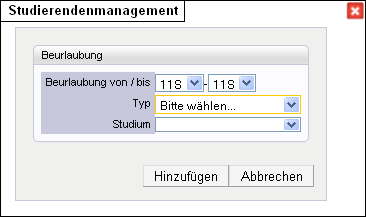 Studierendenmanagement
Beurlaubung
Beurlaubung von / bis 11S - 11S
Typ Bitte wählen...
Studium
Hinzufügen Abbrechen